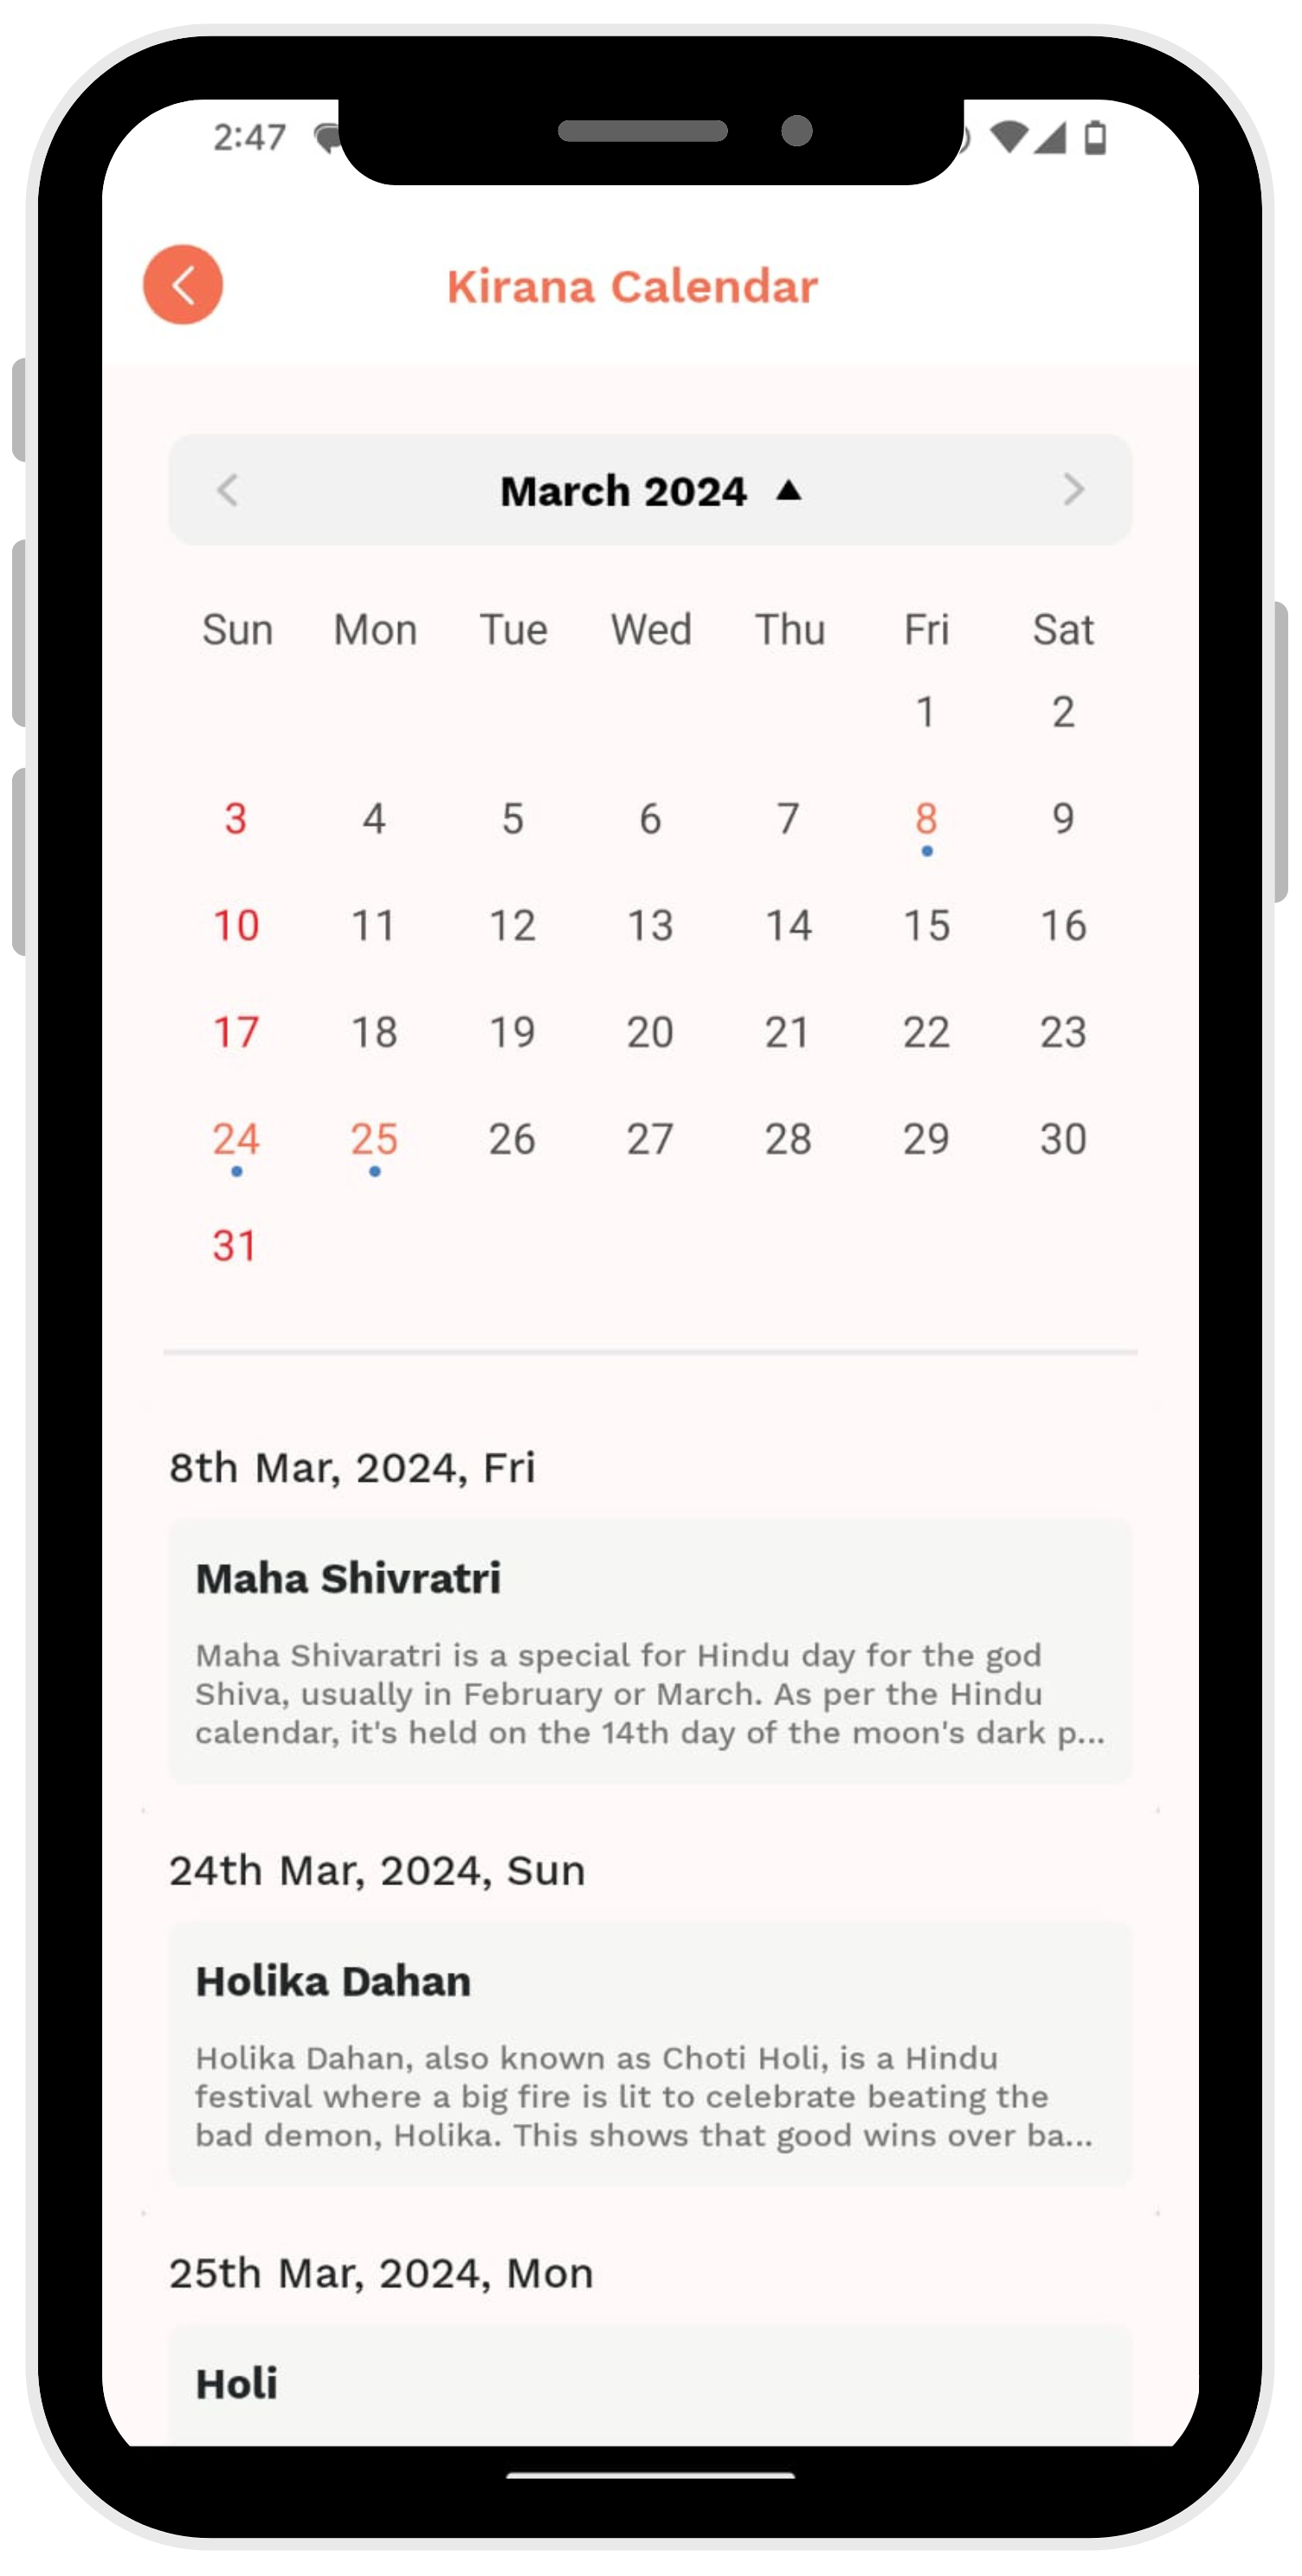 2:47
Kirana Calendar
March 2024
Sun Mon Tue Wed Thu Fri Sat
1 2
3 4 5 6 7 8 9
10 11 12 13 14 15 16
17 18 19 20 21 22 23
24 25 26 27 28 29 30
31
8th Mar, 2024, Fri
Maha Shivratri
Maha Shivaratri is a special for Hindu day for the god
Shiva, usually in February or March. As per the Hindu
calendar, it's held on the 14th day of the moon's dark p...
24th Mar, 2024, Sun
Holika Dahan
Holika Dahan, also known as Choti Holi, is a Hindu
festival where a big fire is lit to celebrate beating the
bad demon, Holika. This shows that good wins over ba...
25th Mar, 2024, Mon
Holi